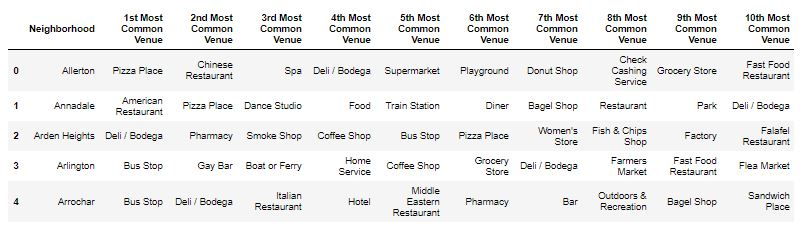 Neighborhood 1st Most Common Venue 2nd Most Common Venue 3rd Most Common Venue 4th Most Common Venue 5th Most Common Venue 6th Most Common Venue 7th Most Common Venue 8th Most Common Venue 9th Most Common Venue 10th Most Common Venue
0 Allerton Pizza Place Chinese Restaurant Spa Deli / Bodega Supermarket Playground Donut Shop Check Cashing Service Grocery Store Fast Food Restaurant
1 Annadale American Restaurant Pizza Place Dance Studio Food Train Station Diner Bagel Shop Restaurant Park Deli / Bodega
2 Arden Heights Deli / Bodega Pharmacy Smoke Shop Coffee Shop Bus Stop Pizza Place Women's Store Fish & Chips Shop Factory Falafel Restaurant
3 Arlington Bus Stop Gay Bar Boat or Ferry Home Service Coffee Shop Grocery Store Deli / Bodega Farmers Market Fast Food Restaurant Flea Market
4 Arrochar Bus Stop Deli / Bodega Italian Restaurant Hotel Middle Eastern Restaurant Pharmacy Bar Outdoors & Recreation Bagel Shop Sandwich Place